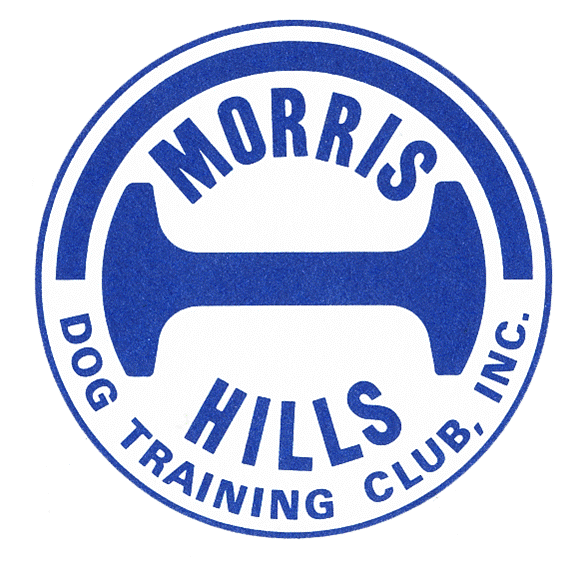 MORRIS
HILLS
DOG TRAINING CLUB, INC.